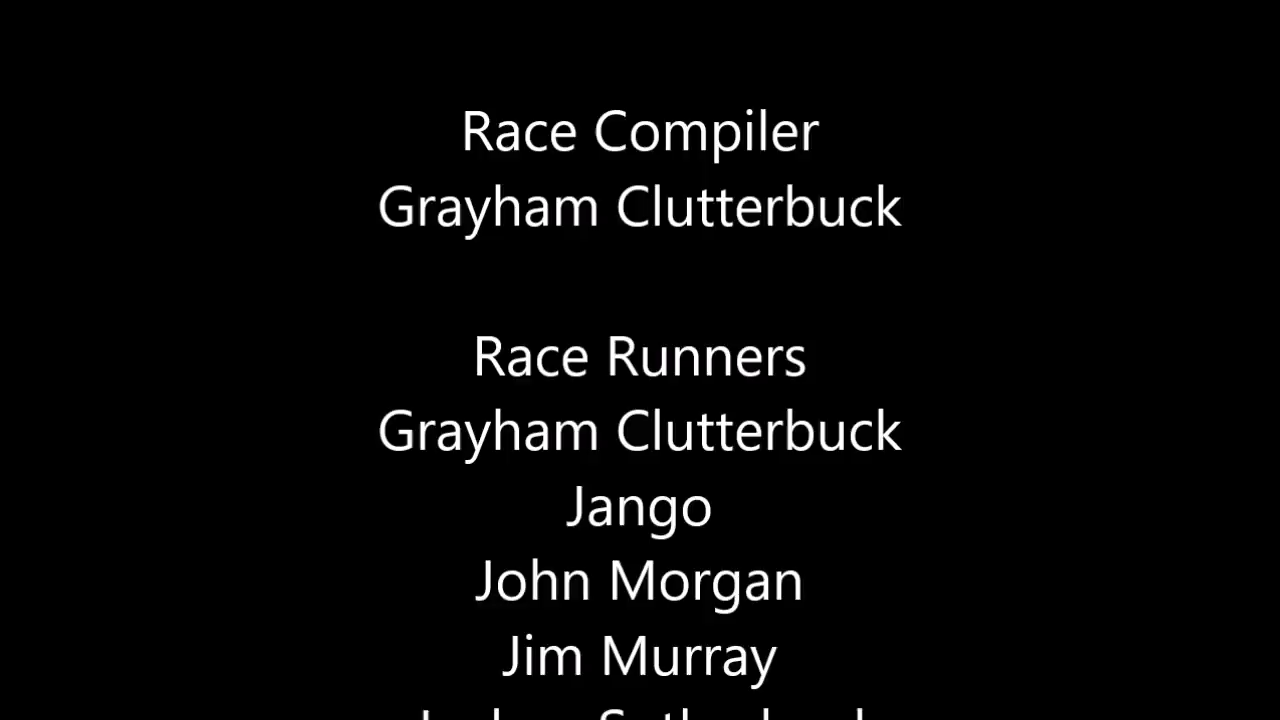 Race Compiler
Grayham Clutterbuck
Race Runners
Grayham Clutterbuck
Jango
John Morgan
Jim Murray